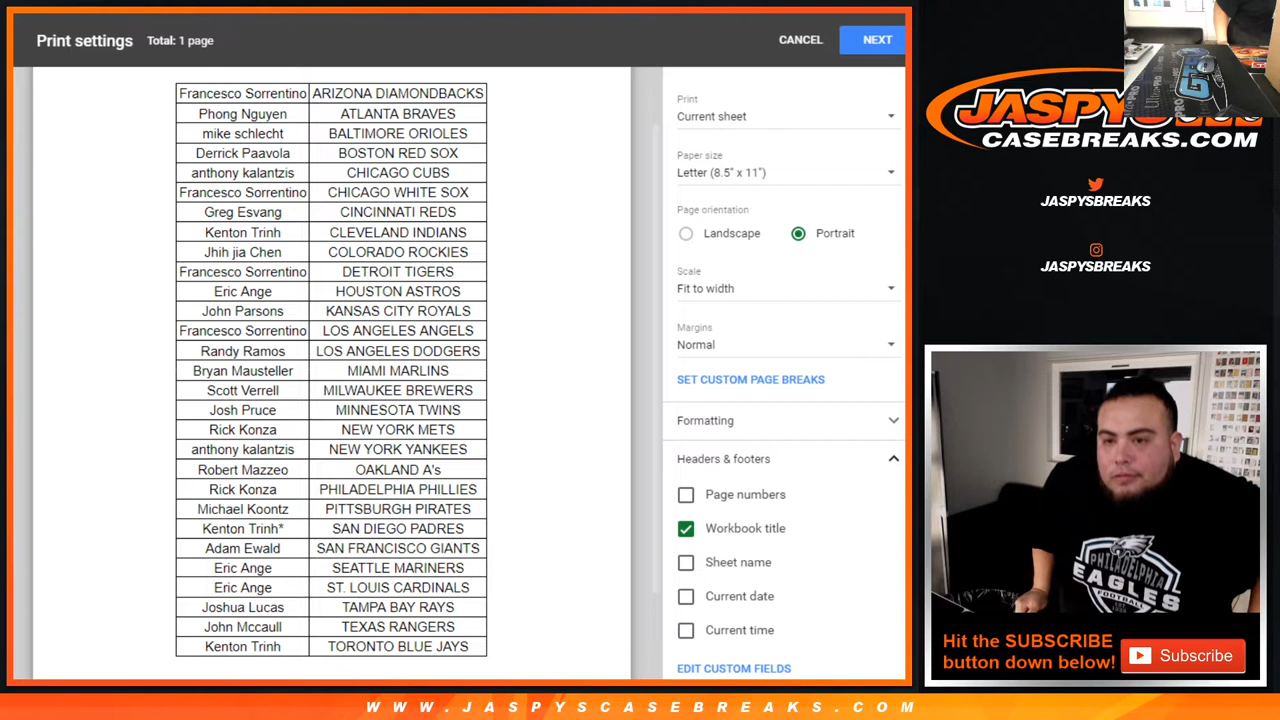 Print settings Total: 1 page CANCEL NEXT
Francesco Sorrentino ARIZONA DIAMONDBACKS
Phong Nguyen ATLANTA BRAVES
mike schlecht BALTIMORE ORIOLES
Derrick Paavola BOSTON RED SOX
anthony kalantzis CHICAGO CUBS
Francesco Sorrentino CHICAGO WHITE SOX
Greg Esvang CINCINNATI REDS
Kenton Trinh CLEVELAND INDIANS
Jhih jia Chen COLORADO ROCKIES
Francesco Sorrentino DETROIT TIGERS
Eric Ange HOUSTON ASTROS
John Parsons KANSAS CITY ROYALS
Francesco Sorrentino LOS ANGELES ANGELS
Randy Ramos LOS ANGELES DODGERS
Bryan Mausteller MIAMI MARLINS
Scott Verrell MILWAUKEE BREWERS
Josh Pruce MINNESOTA TWINS
Rick Konza NEW YORK METS
anthony kalantzis NEW YORK YANKEES
Robert Mazzeo OAKLAND A's
Rick Konza PHILADELPHIA PHILLIES
Michael Koontz PITTSBURGH PIRATES
Kenton Trinh* SAN DIEGO PADRES
Adam Ewald SAN FRANCISCO GIANTS
Eric Ange SEATTLE MARINERS
Eric Ange ST. LOUIS CARDINALS
Joshua Lucas TAMPA BAY RAYS
John Mccaull TEXAS RANGERS
Kenton Trinh TORONTO BLUE JAYS
Print
Current sheet
Paper size
Letter (8.5" x 11")
Page orientation
Landscape Portrait
Scale
Fit to width
Margins
Normal
SET CUSTOM PAGE BREAKS
Formatting
Headers & footers
Page numbers
Workbook title
Sheet name
Current date
Current time
EDIT CUSTOM FIELDS
CASEBREAKS.COM
JASPYSBREAKS
JASPYSBREAKS
PHILADELPHIA
EAGLES
FOOTBALL
Hit the SUBSCRIBE
button down below!
Subscribe
WWW.JASPYSCASEBREAKS.COM